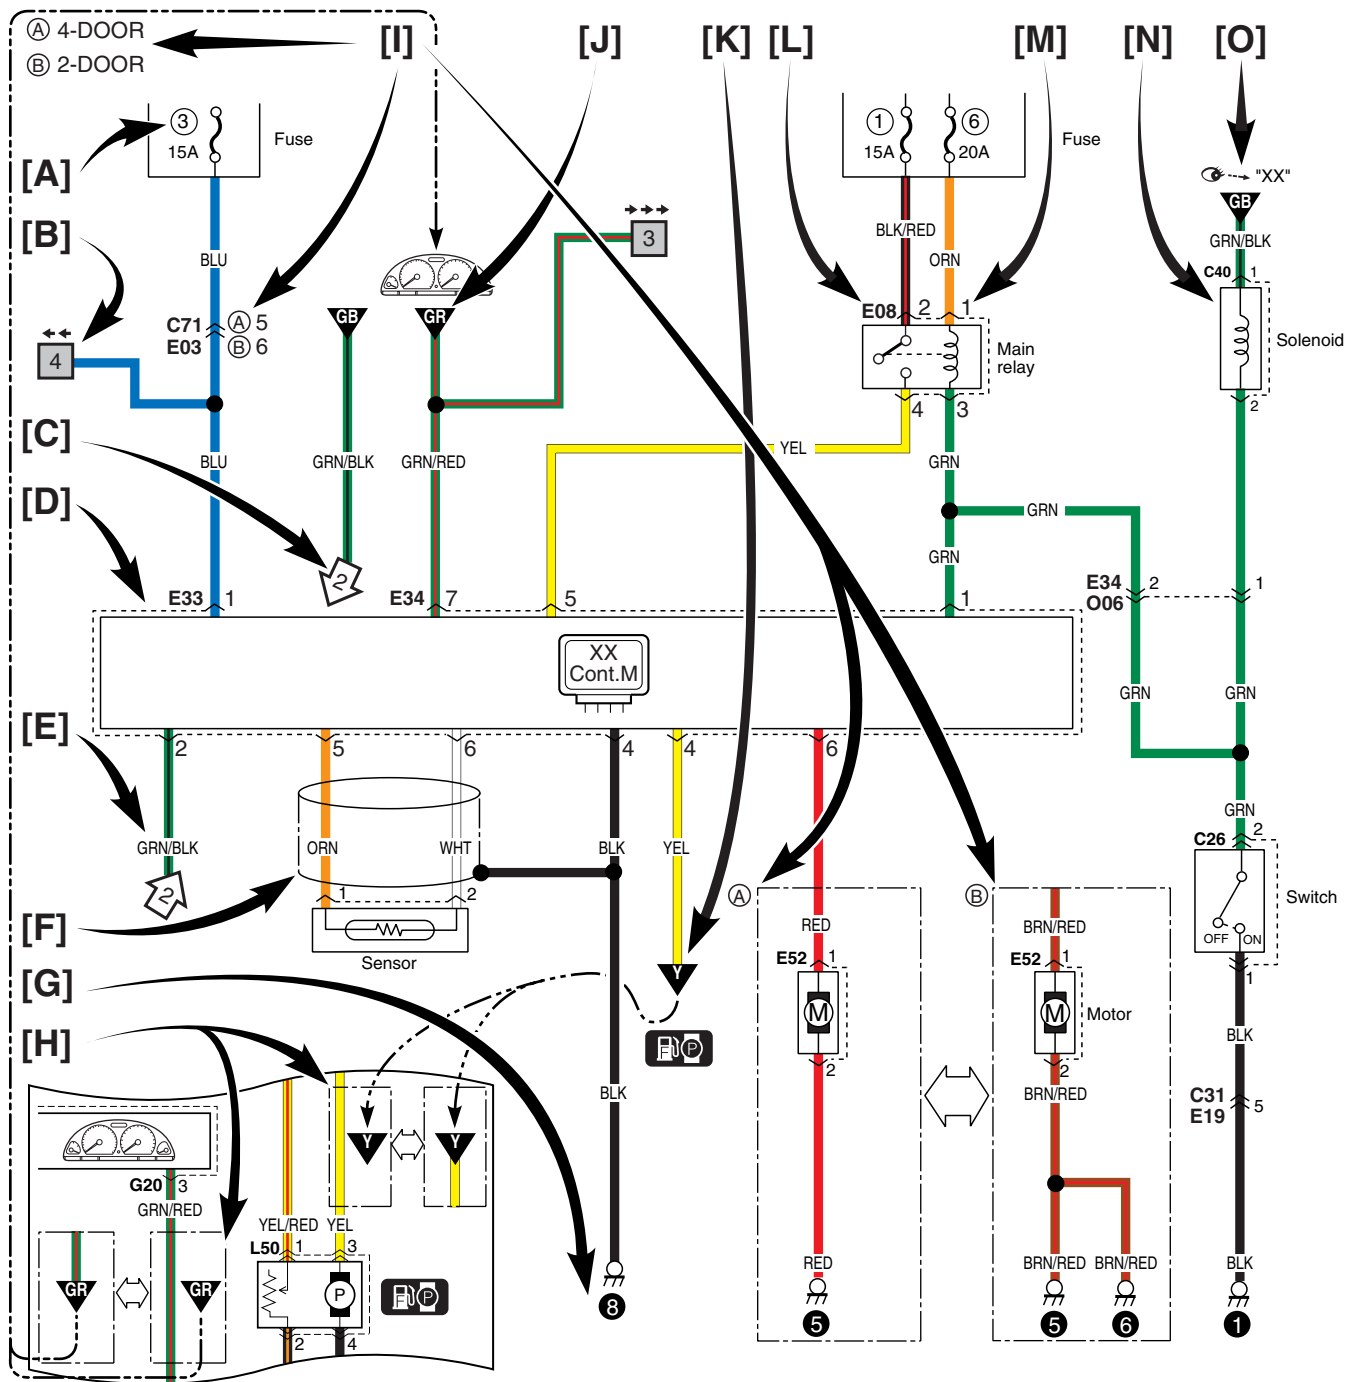 Ⓐ 4-DOOR
Ⓑ 2-DOOR
[I]
[J]
[K]
[L]
[M]
[N]
[O]
[A]
③
15A
Fuse
①
15A
⑥
20A
Fuse
"XX"
GB
GRN/BLK
C40 1
[B]
BLU
3
BLK/RED
ORN
C71 Ⓐ 5
E03 Ⓑ 6
GB
GR
E08 2 1
Main
relay
Solenoid
4
4 3
2
[C]
BLU
GRN/BLK
GRN/RED
YEL
GRN
[D]
GRN
GRN
2
E33 1
E34 7
5
1
E34 2
O06
1
XX
Cont.M
GRN
GRN
[E]
2
5
6
4
4
6
GRN
GRN/BLK
ORN
WHT
BLK
YEL
C26 2
2
1
2
Ⓐ
Ⓑ
Switch
OFF
ON
[F]
Sensor
RED
BRN/RED
E52 1
E52 1
1
[G]
Y
M
M
Motor
[H]
F P
BLK
2
2
BLK
BRN/RED
C31
E19 5
Y
Y
G20 3
GRN/RED
YEL/RED
YEL
L50 1 3
GR
GR
P
F P
2
4
RED
BRN/RED
BRN/RED
BLK
8
5
5
6
1